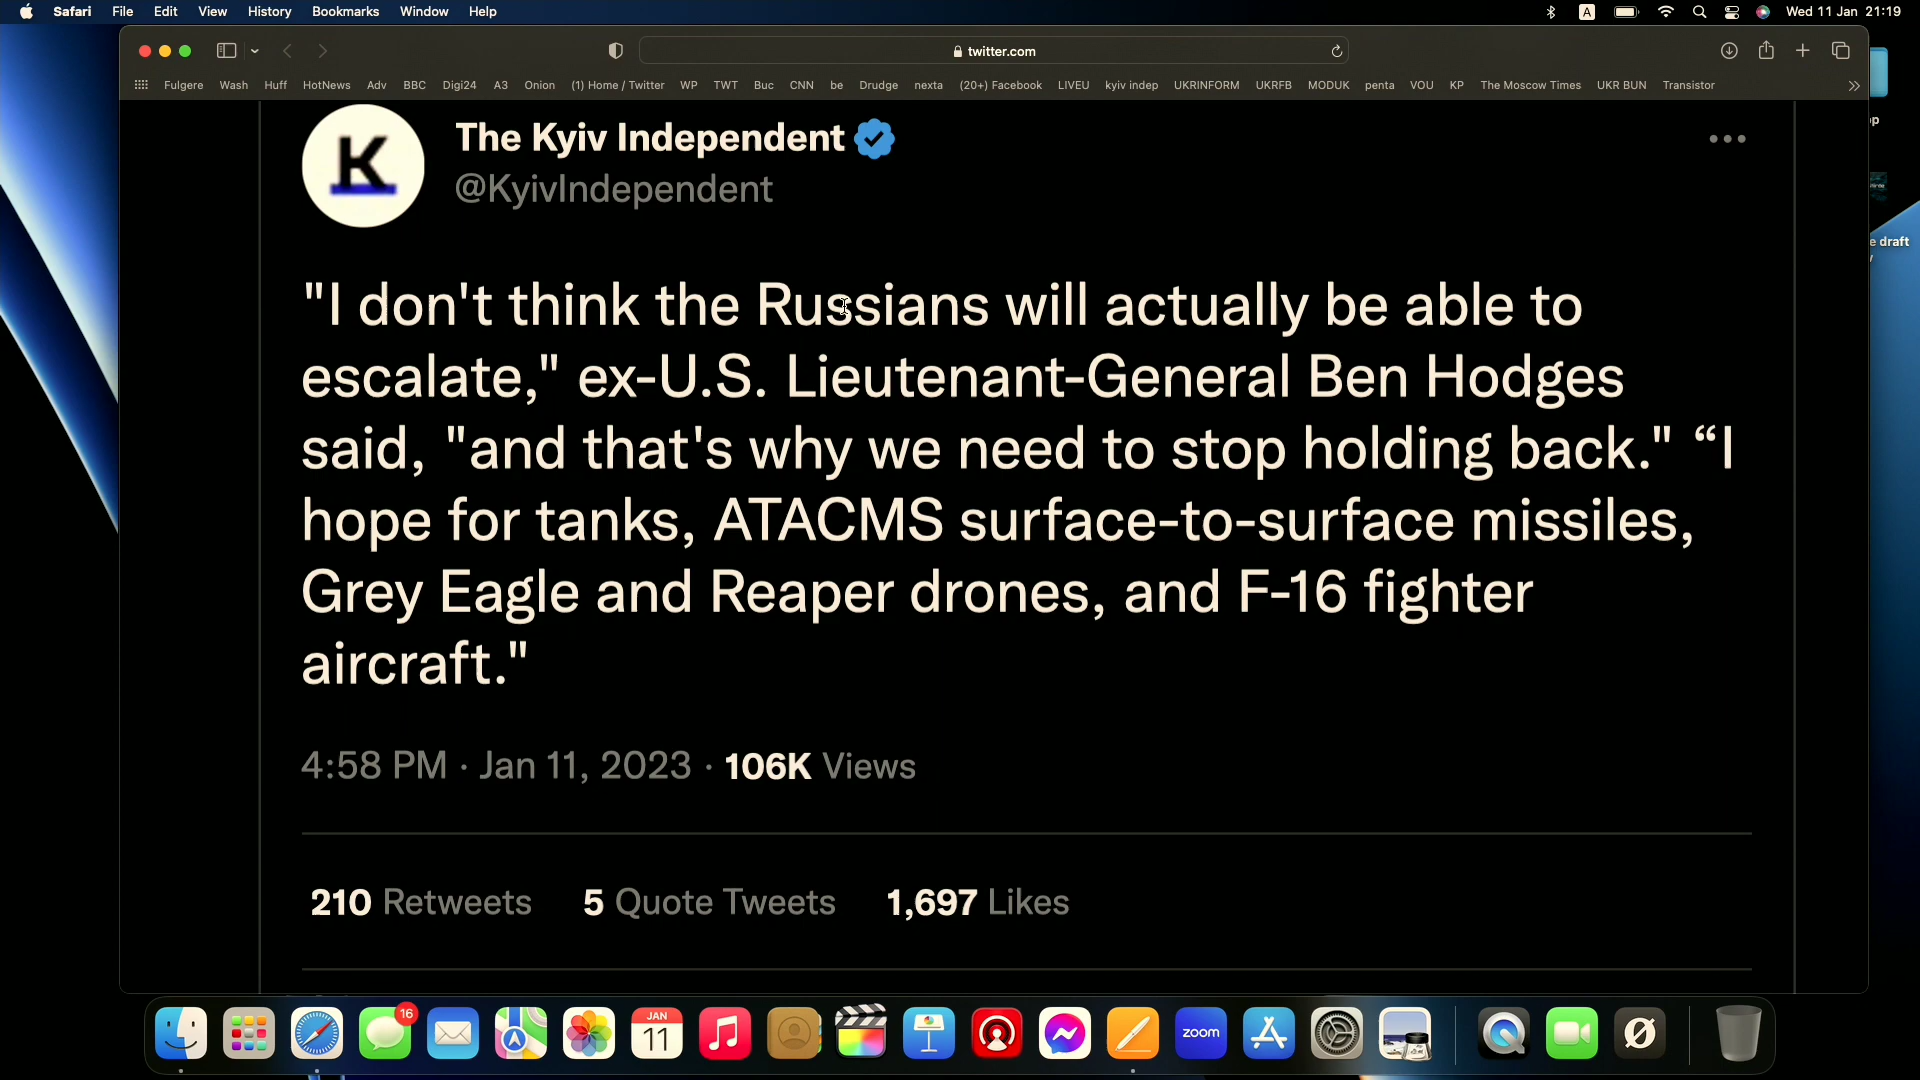 Safari File Edit View History Bookmarks Window Help
A
Wed 11 Jan 21:19
twitter.com
Fulgere Wash Huff HotNews Adv BBC Digi24 A3 Onion (1) Home / Twitter WP TWT Buc CNN be Drudge nexta (20+) Facebook LIVEU kyiv indep UKRINFORM UKRFB MODUK penta VOU KP The Moscow Times UKR BUN Transistor
K
The Kyiv Independent
@KyivIndependent
"I don't think the Russians will actually be able to
escalate," ex-U.S. Lieutenant-General Ben Hodges
said, "and that's why we need to stop holding back." “I
hope for tanks, ATACMS surface-to-surface missiles,
Grey Eagle and Reaper drones, and F-16 fighter
aircraft."
4:58 PM · Jan 11, 2023 · 106K Views
210 Retweets 5 Quote Tweets 1,697 Likes
e draft
16
JAN
11
zoom